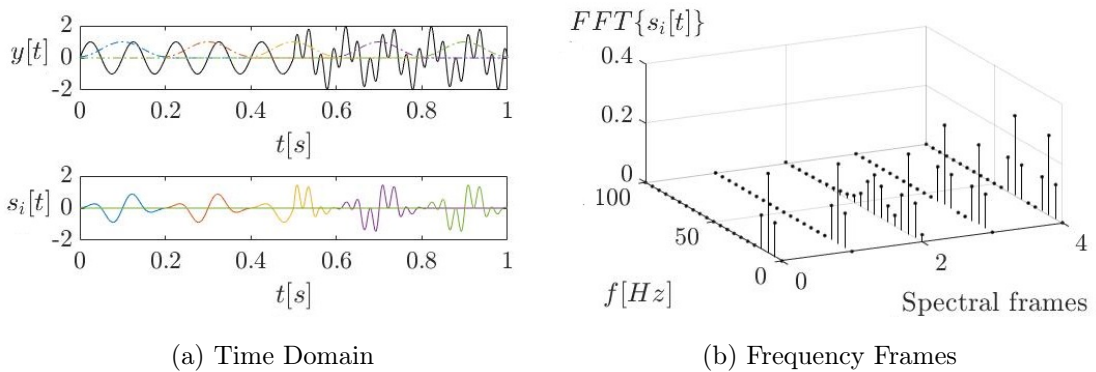 y[t]
2
0
-2
0 0.2 0.4 0.6 0.8 1
t[s]
s_i[t]
2
0
-2
0 0.2 0.4 0.6 0.8 1
t[s]
(a) Time Domain
FFT{s_i[t]}
0.4
0.2
0
100
50
0
f[Hz]
0
2
4
Spectral frames
(b) Frequency Frames